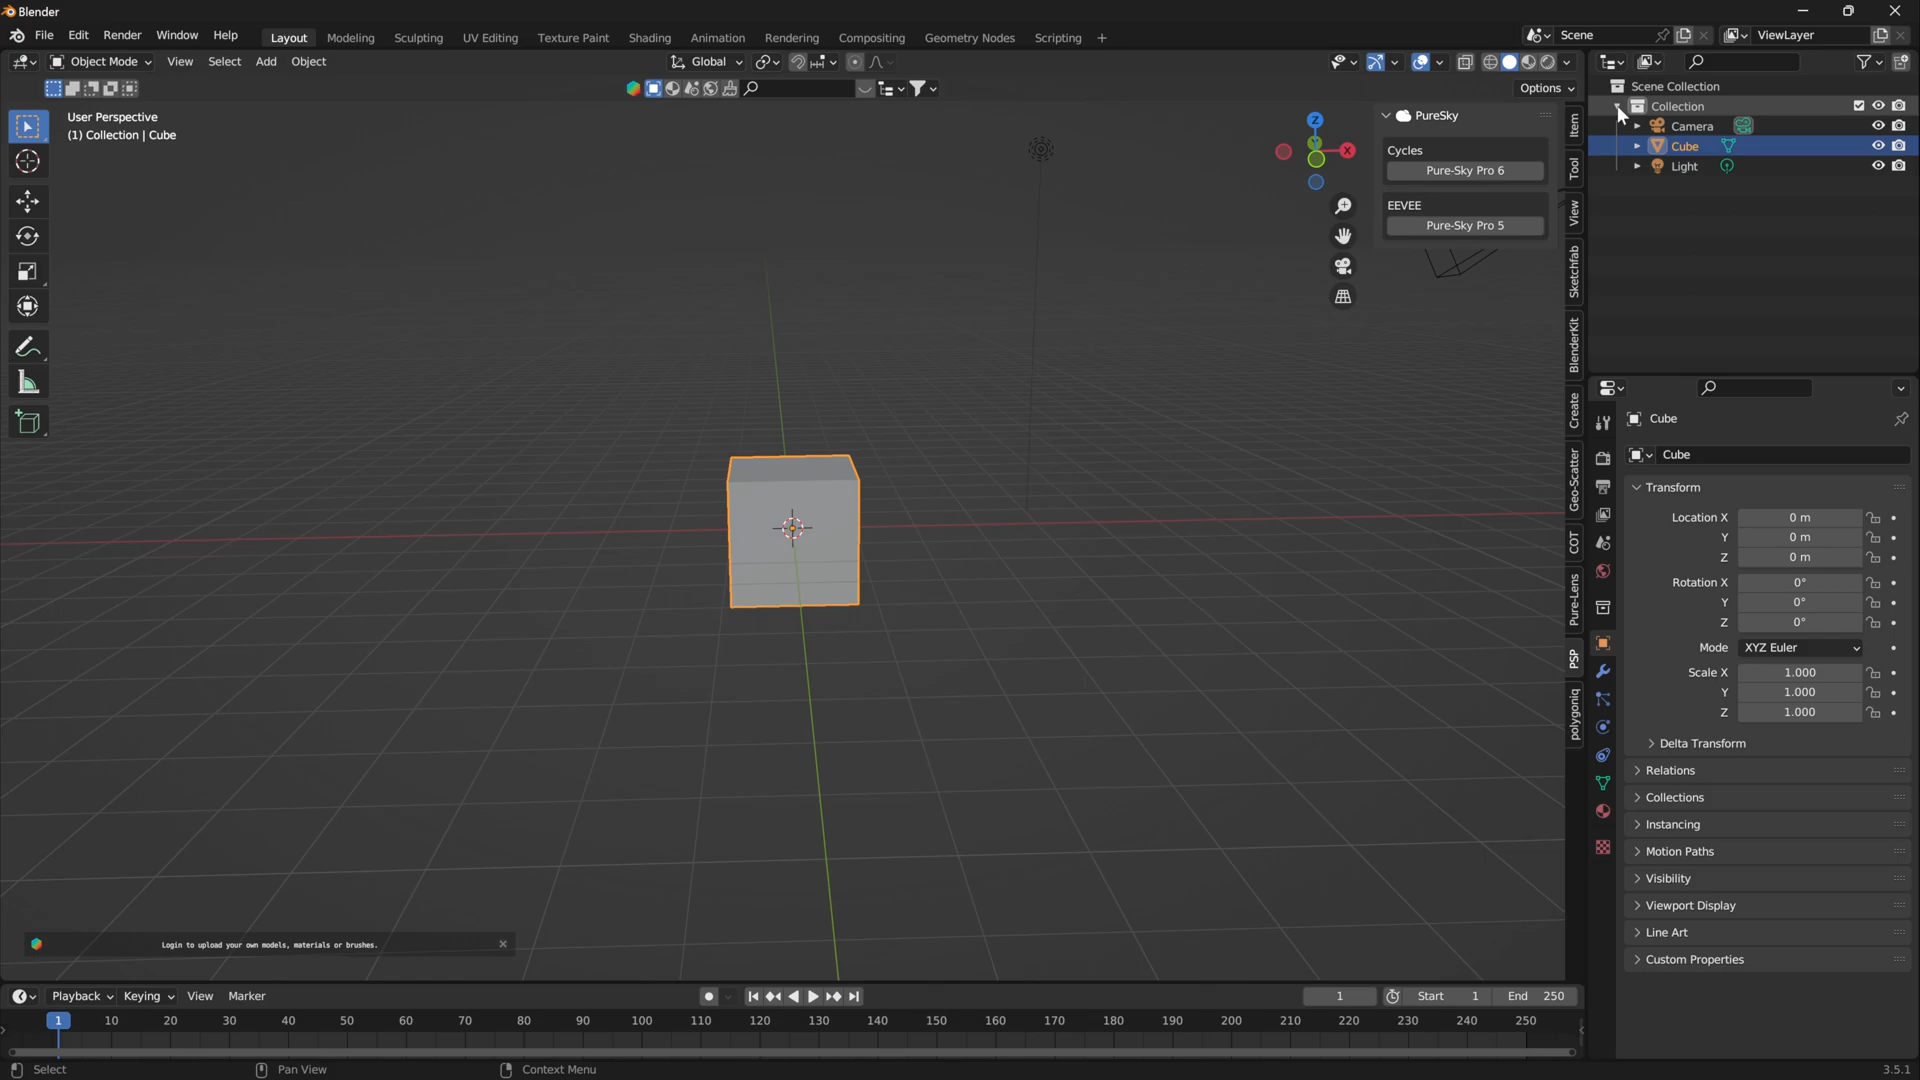 Blender
File Edit Render Window Help Layout Modeling Sculpting UV Editing Texture Paint Shading Animation Rendering Compositing Geometry Nodes Scripting + Scene ViewLayer
Object Mode View Select Add Object Global
Options
User Perspective
(1) Collection | Cube
Z
X
PureSky
Cycles
Pure-Sky Pro 6
EEVEE
Pure-Sky Pro 5
Item
Tool
View
Sketchfab
BlenderKit
Create
Geo-Scatter
COT
Pure-Lens
PSP
polygoniq
Scene Collection
Collection
Camera
Cube
Light
Cube
Cube
Transform
Location X 0 m
Y 0 m
Z 0 m
Rotation X 0°
Y 0°
Z 0°
Mode XYZ Euler
Scale X 1.000
Y 1.000
Z 1.000
Delta Transform
Relations
Collections
Instancing
Motion Paths
Visibility
Viewport Display
Line Art
Custom Properties
Login to upload your own models, materials or brushes.
Playback Keying View Marker 1 Start 1 End 250
1 10 20 30 40 50 60 70 80 90 100 110 120 130 140 150 160 170 180 190 200 210 220 230 240 250
Select Pan View Context Menu 3.5.1